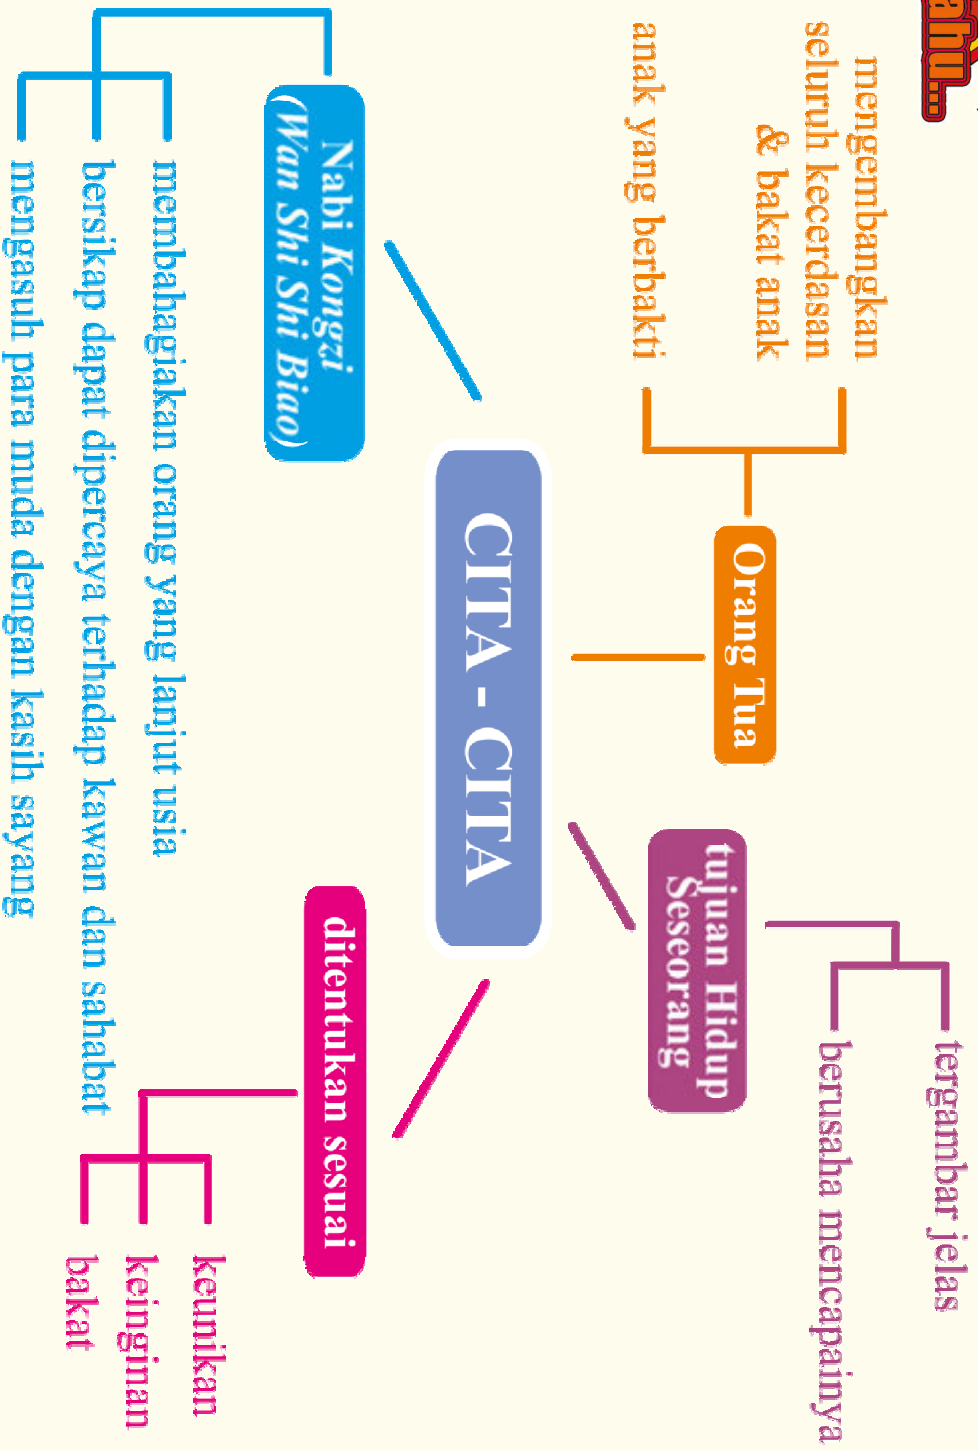 ahu...
mengembangkan
seluruh kecerdasan
& bakat anak
anak yang berbakti
Orang Tua
tergambar jelas
berusaha mencapainya
tujuan Hidup
Seseorang
CITA - CITA
Nabi Kongzi
(Wan Shi Shi Biao)
membahagiakan orang yang lanjut usia
bersikap dapat dipercaya terhadap kawan dan sahabat
mengasuh para muda dengan kasih sayang
ditentukan sesuai
keunikan
keinginan
bakat